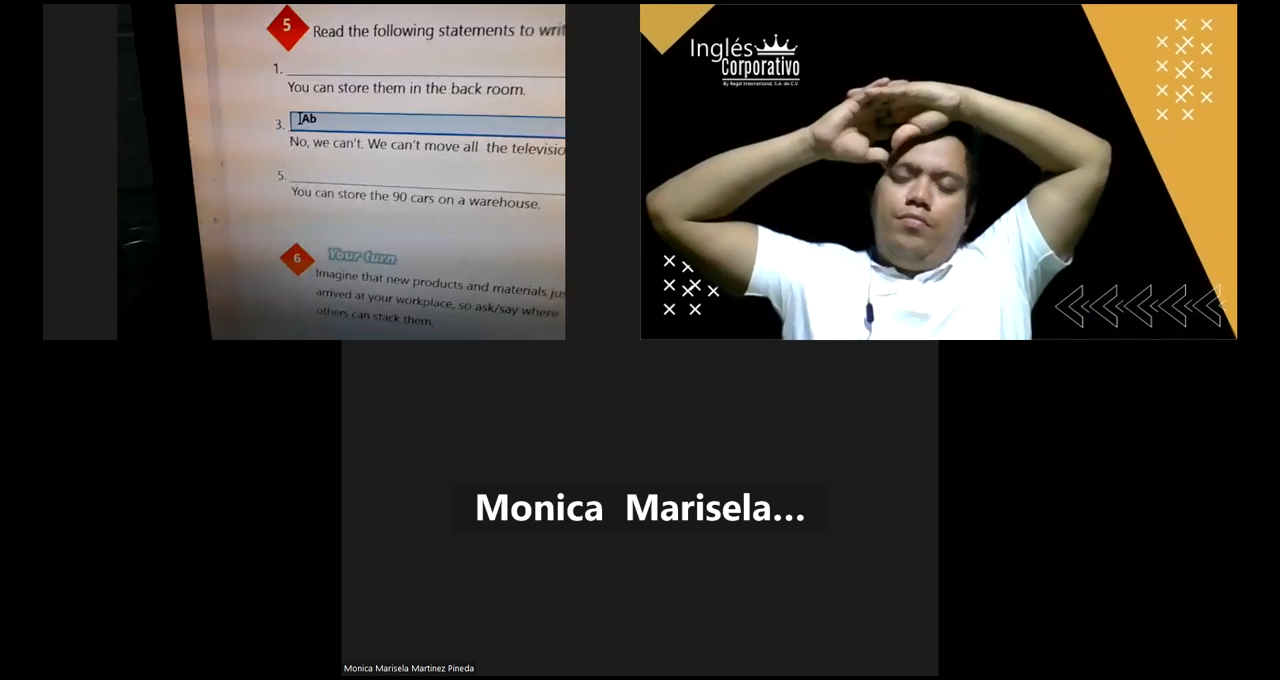 5 Read the following statements to writ
1.
You can store them in the back room.
3. Ab
No, we can't. We can't move all the televisio
5.
You can store the 90 cars on a warehouse.
6 Your turn
Imagine that new products and materials jus
arrived at your workplace, so ask/say where
others can stack them.
Inglés
Corporativo
By Regal International, S.A. de C.V.
Monica Marisela...
Monica Marisela Martinez Pineda